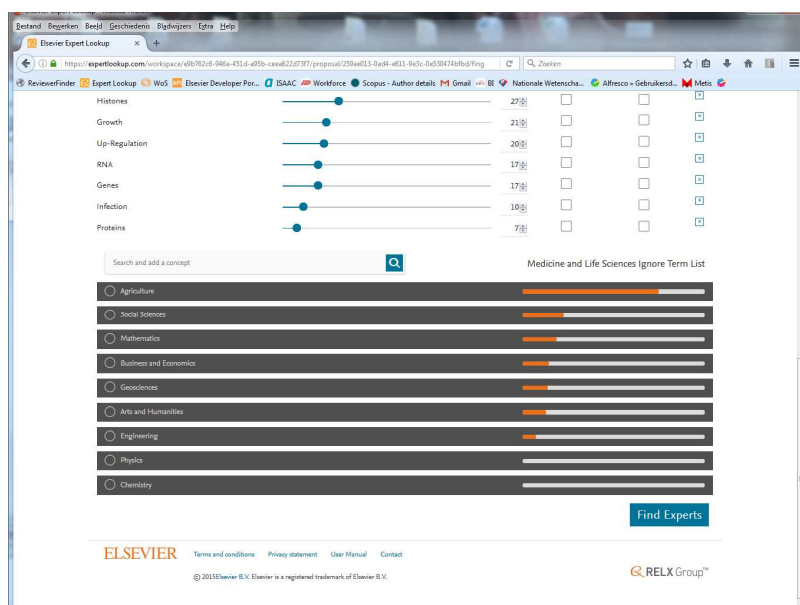 Bestand Bewerken Beeld Geschiedenis Bladwijzers Extra Help
Elsevier Expert Lookup × +
https://expertlookup.com/workspace/e9b762c6-946a-451d-a95b-ceea622d73f7/proposal/259ae013-0ad4-e611-9e3c-0e530474bfbd/fing Zoeken
ReviewerFinder Expert Lookup WoS Elsevier Developer Por... ISAAC Workforce Scopus - Author details Gmail BI Nationale Wetenscha... Alfresco » Gebruikersd... Metis
Histones 27
Growth 21
Up-Regulation 20
RNA 17
Genes 17
Infection 10
Proteins 7
Search and add a concept Medicine and Life Sciences Ignore Term List
Agriculture
Social Sciences
Mathematics
Business and Economics
Geosciences
Arts and Humanities
Engineering
Physics
Chemistry
Find Experts
ELSEVIER Terms and conditions Privacy statement User Manual Contact
© 2015Elsevier B.V. Elsevier is a registered trademark of Elsevier B.V. RELX Group™